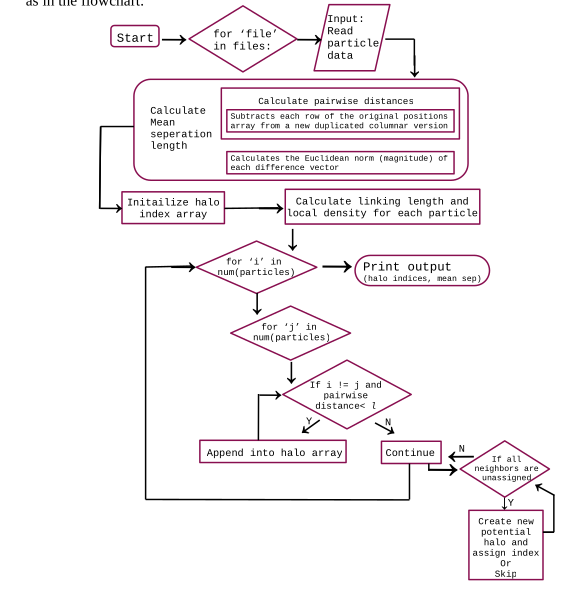 as in the flowchart.
Start
for ‘file’
in files:
Input:
Read
particle
data
Calculate
Mean
seperation
length
Calculate pairwise distances
Subtracts each row of the original positions
array from a new duplicated columnar version
Calculates the Euclidean norm (magnitude) of
each difference vector
Initailize halo
index array
Calculate linking length and
local density for each particle
for ‘i’ in
num(particles)
Print output
(halo indices, mean sep)
for ‘j’ in
num(particles)
If i != j and
pairwise
distance< l
Y
N
Append into halo array
Continue
N
If all
neighbors are
unassigned
Y
Create new
potential
halo and
assign index
Or
Skip